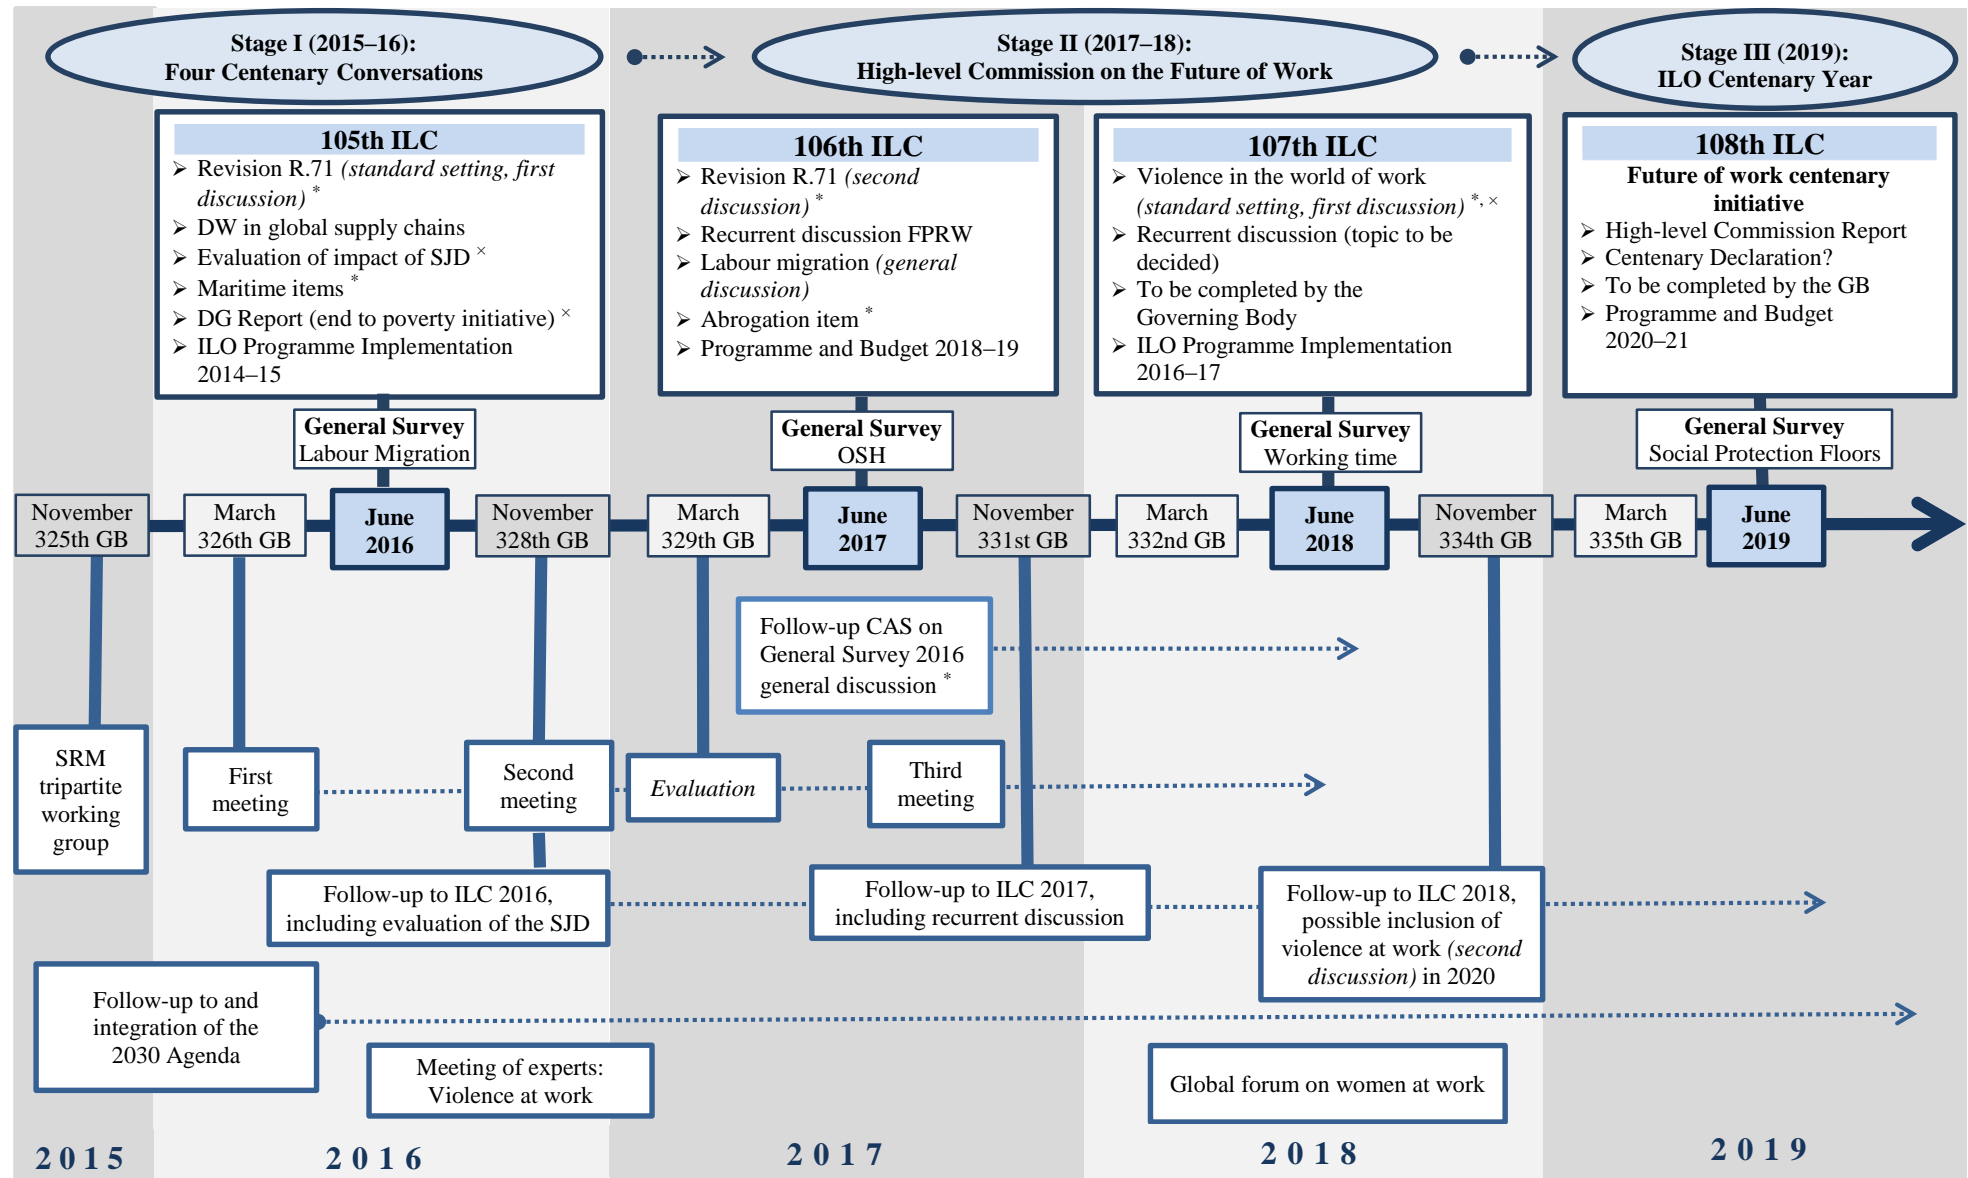 Stage I (2015–16):
Four Centenary Conversations
Stage II (2017–18):
High-level Commission on the Future of Work
Stage III (2019):
ILO Centenary Year
105th ILC
➢ Revision R.71 (standard setting, first
discussion) *
➢ DW in global supply chains
➢ Evaluation of impact of SJD ×
➢ Maritime items *
➢ DG Report (end to poverty initiative) ×
➢ ILO Programme Implementation
2014–15
106th ILC
➢ Revision R.71 (second
discussion) *
➢ Recurrent discussion FPRW
➢ Labour migration (general
discussion)
➢ Abrogation item *
➢ Programme and Budget 2018–19
107th ILC
➢ Violence in the world of work
(standard setting, first discussion) *, ×
➢ Recurrent discussion (topic to be
decided)
➢ To be completed by the
Governing Body
➢ ILO Programme Implementation
2016–17
108th ILC
Future of work centenary
initiative
➢ High-level Commission Report
➢ Centenary Declaration?
➢ To be completed by the GB
➢ Programme and Budget
2020–21
General Survey
Labour Migration
General Survey
OSH
General Survey
Working time
General Survey
Social Protection Floors
November
325th GB
March
326th GB
June
2016
November
328th GB
March
329th GB
June
2017
November
331st GB
March
332nd GB
June
2018
November
334th GB
March
335th GB
June
2019
Follow-up CAS on
General Survey 2016
general discussion *
SRM
tripartite
working
group
First
meeting
Second
meeting
Evaluation
Third
meeting
Follow-up to ILC 2016,
including evaluation of the SJD
Follow-up to ILC 2017,
including recurrent discussion
Follow-up to ILC 2018,
possible inclusion of
violence at work (second
discussion) in 2020
Follow-up to and
integration of the
2030 Agenda
Meeting of experts:
Violence at work
Global forum on women at work
2015
2016
2017
2018
2019